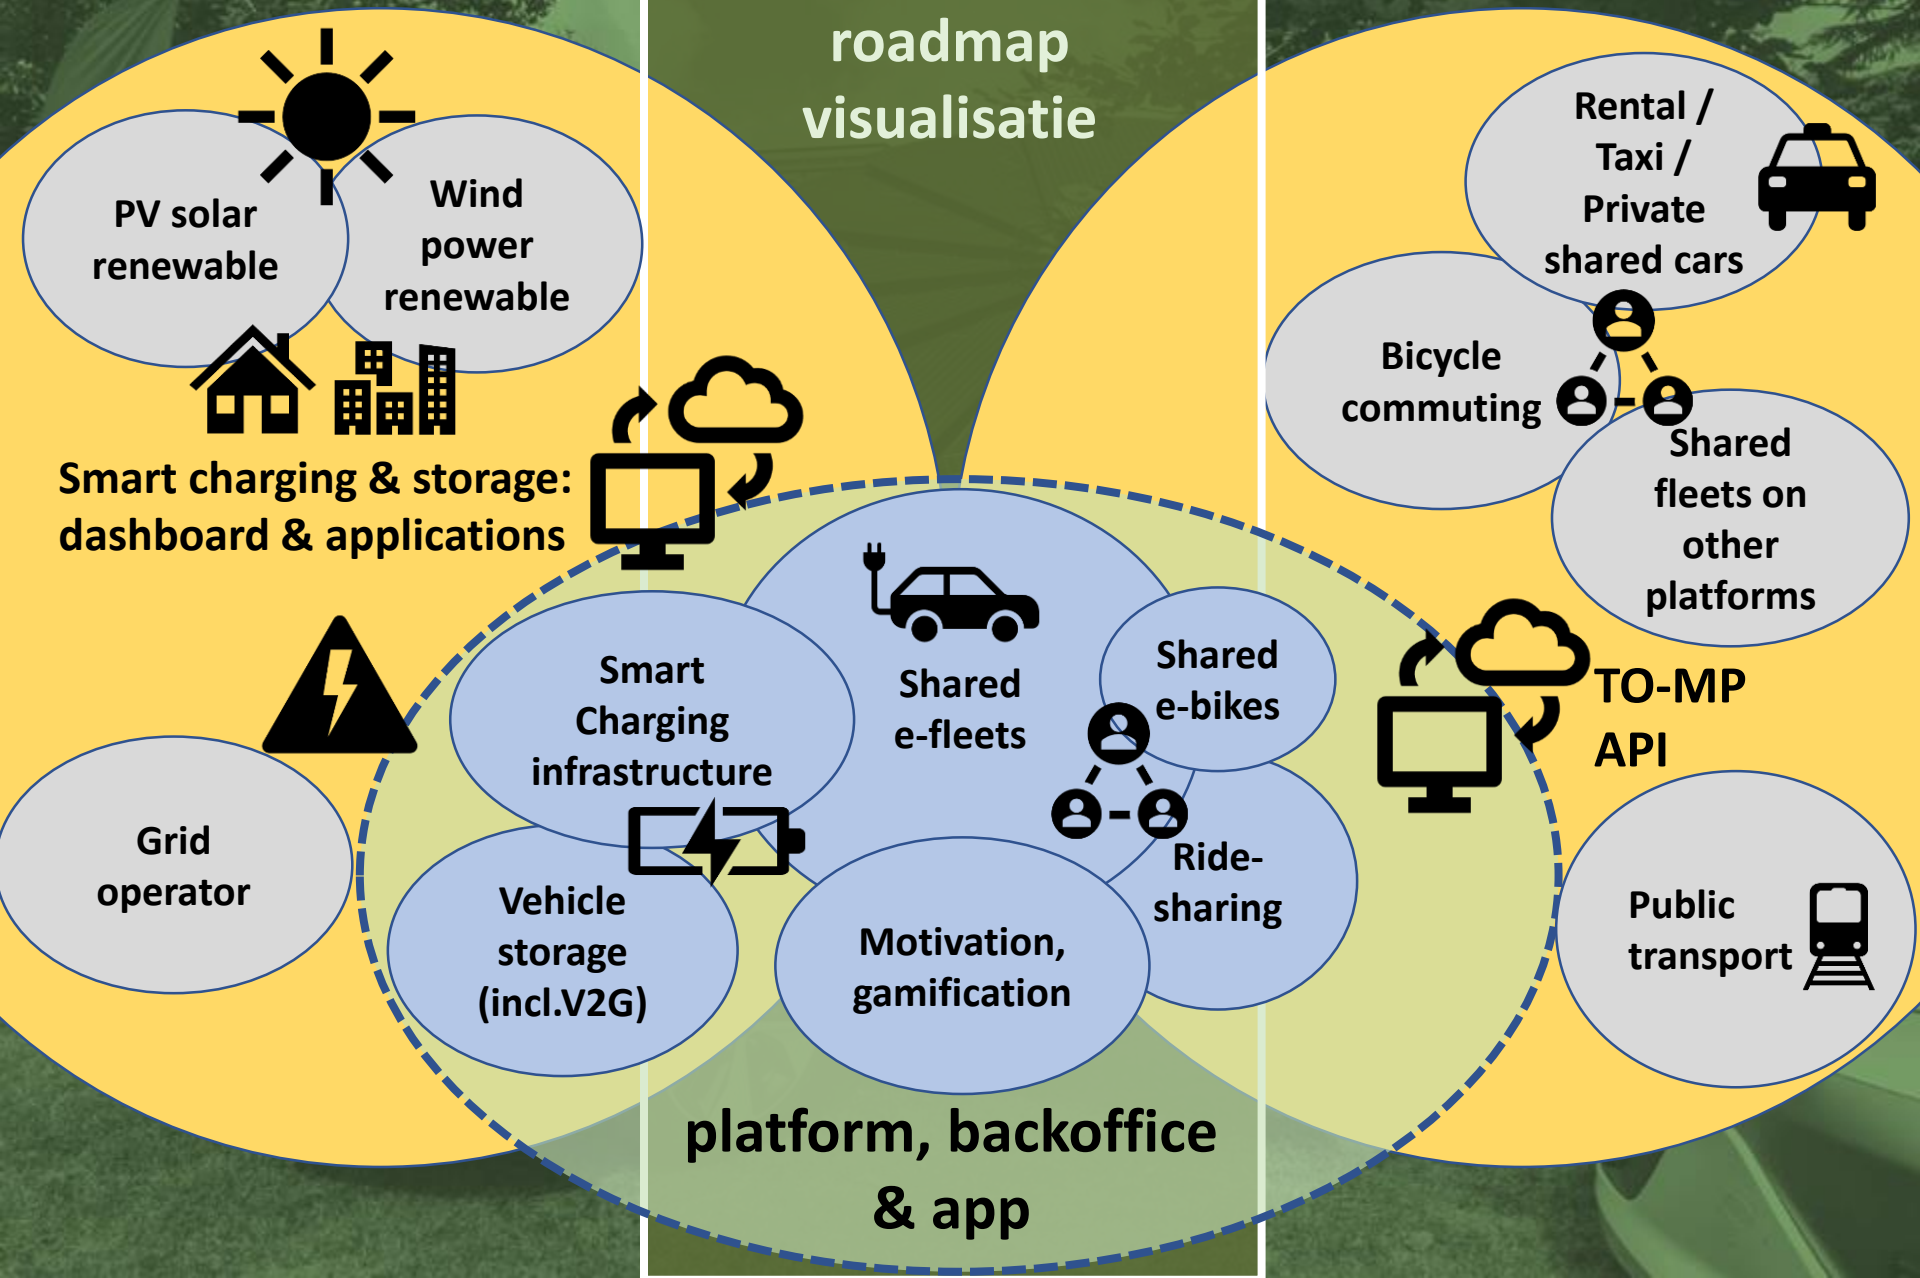 roadmap
visualisatie
PV solar
renewable
Wind
power
renewable
Smart charging & storage:
dashboard & applications
Grid
operator
Smart
Charging
infrastructure
Vehicle
storage
(incl.V2G)
Shared
e-fleets
Shared
e-bikes
Ride-
sharing
Motivation,
gamification
platform, backoffice
& app
Rental /
Taxi /
Private
shared cars
Bicycle
commuting
Shared
fleets on
other
platforms
TO-MP
API
Public
transport